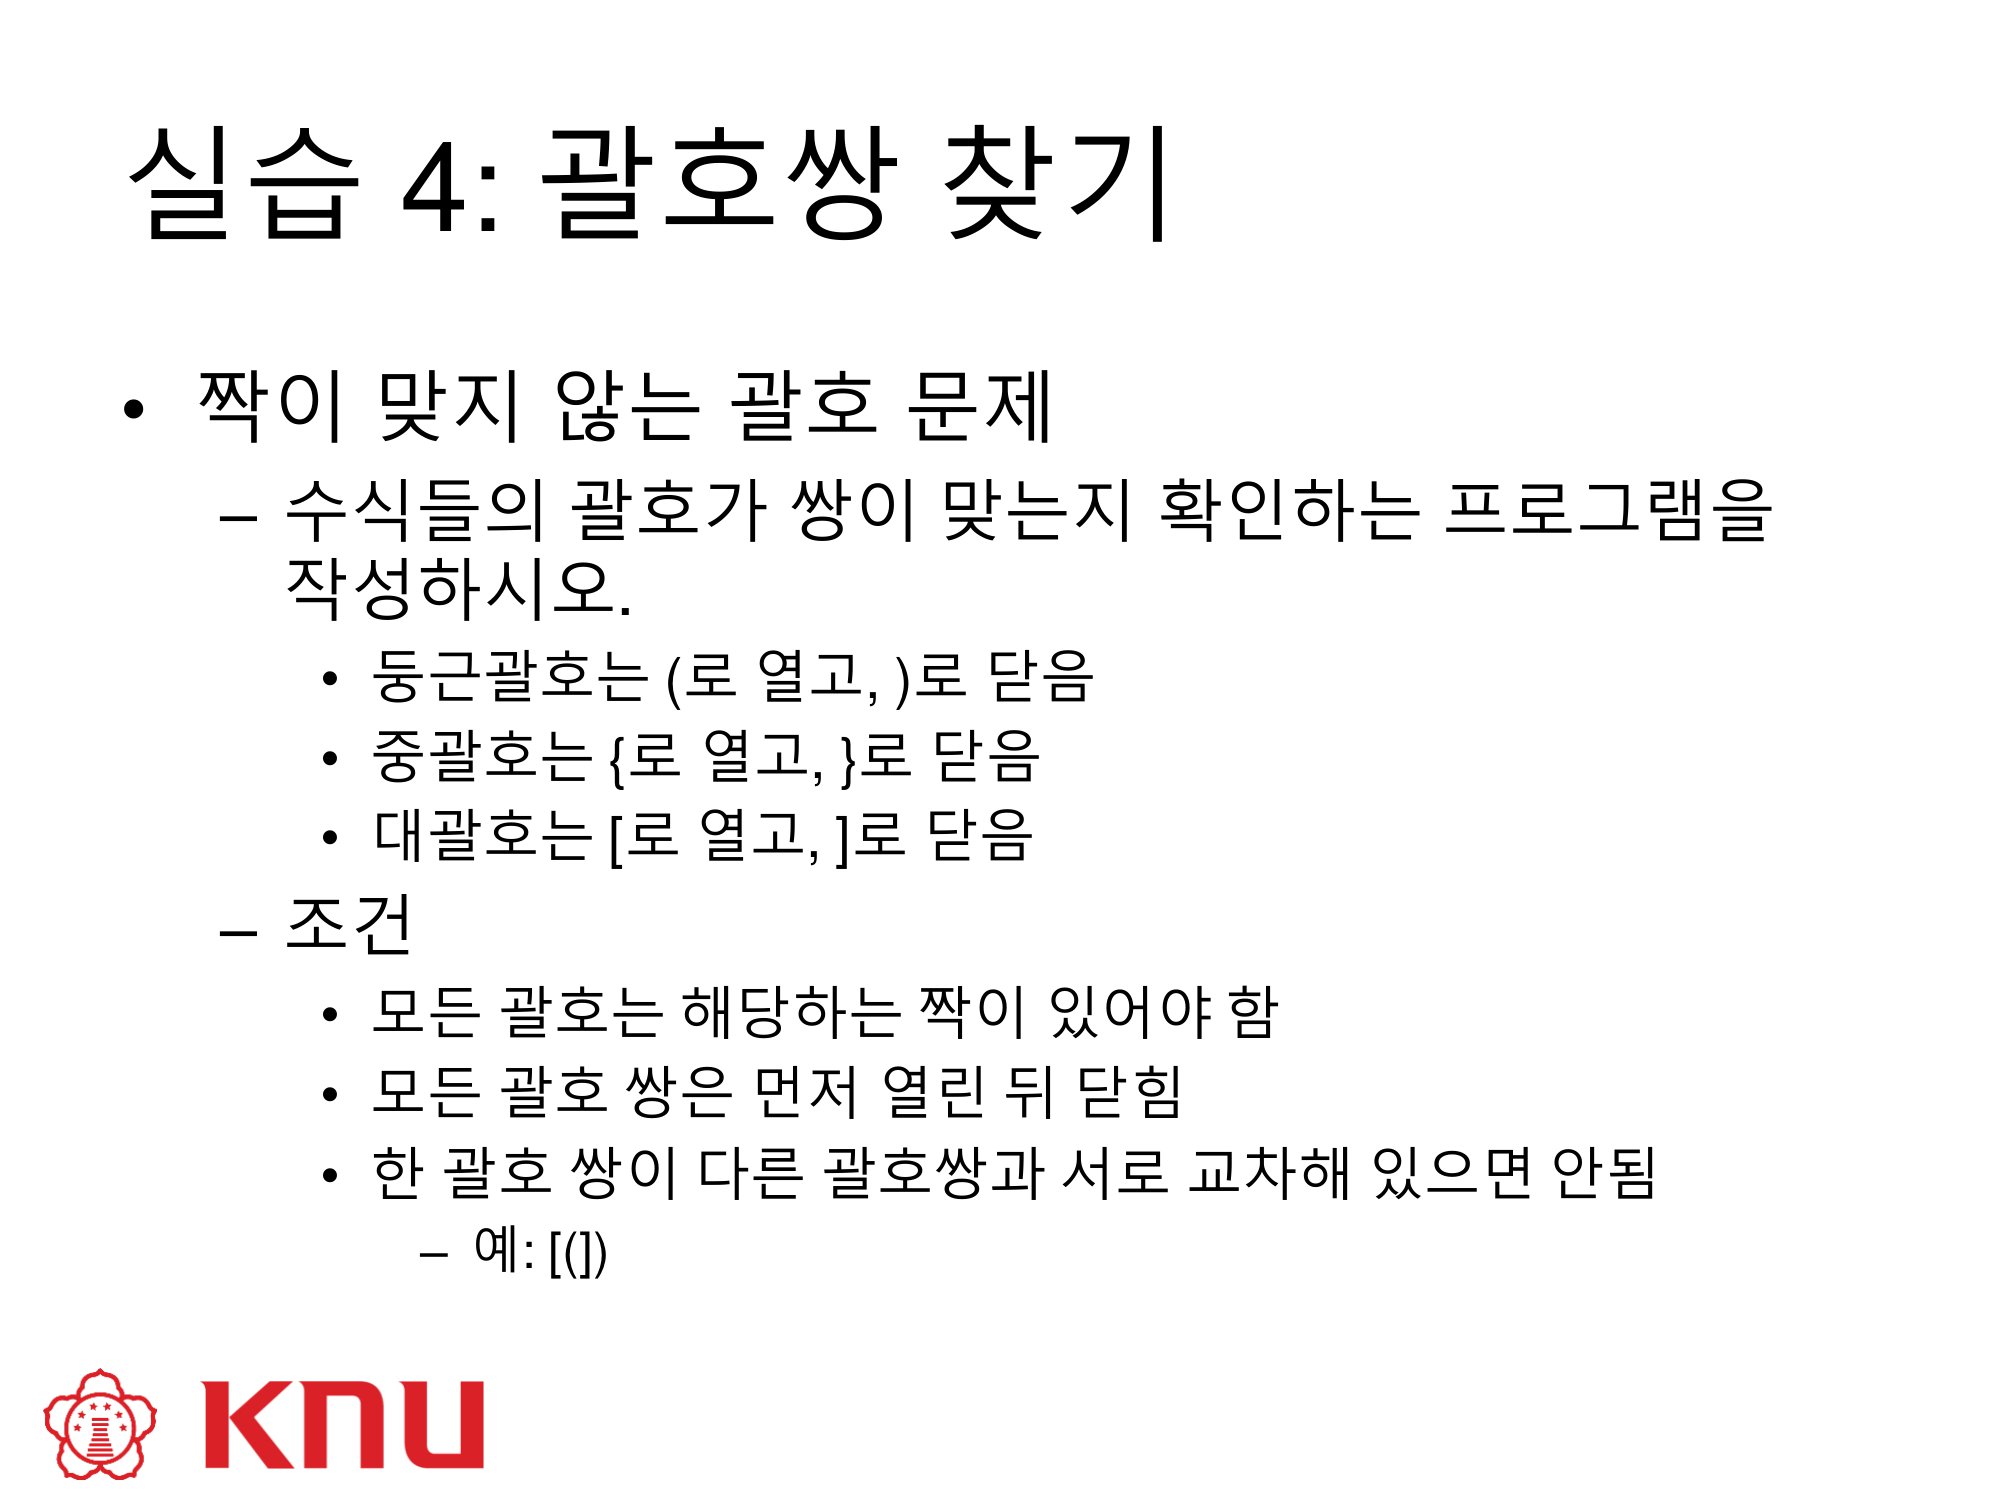 실습 4: 괄호쌍 찾기
• 짝이 맞지 않는 괄호 문제
– 수식들의 괄호가 쌍이 맞는지 확인하는 프로그램을
작성하시오.
• 둥근괄호는 (로 열고, )로 닫음
• 중괄호는 {로 열고, }로 닫음
• 대괄호는 [로 열고, ]로 닫음
– 조건
• 모든 괄호는 해당하는 짝이 있어야 함
• 모든 괄호 쌍은 먼저 열린 뒤 닫힘
• 한 괄호 쌍이 다른 괄호쌍과 서로 교차해 있으면 안됨
– 예: [(])
KNU